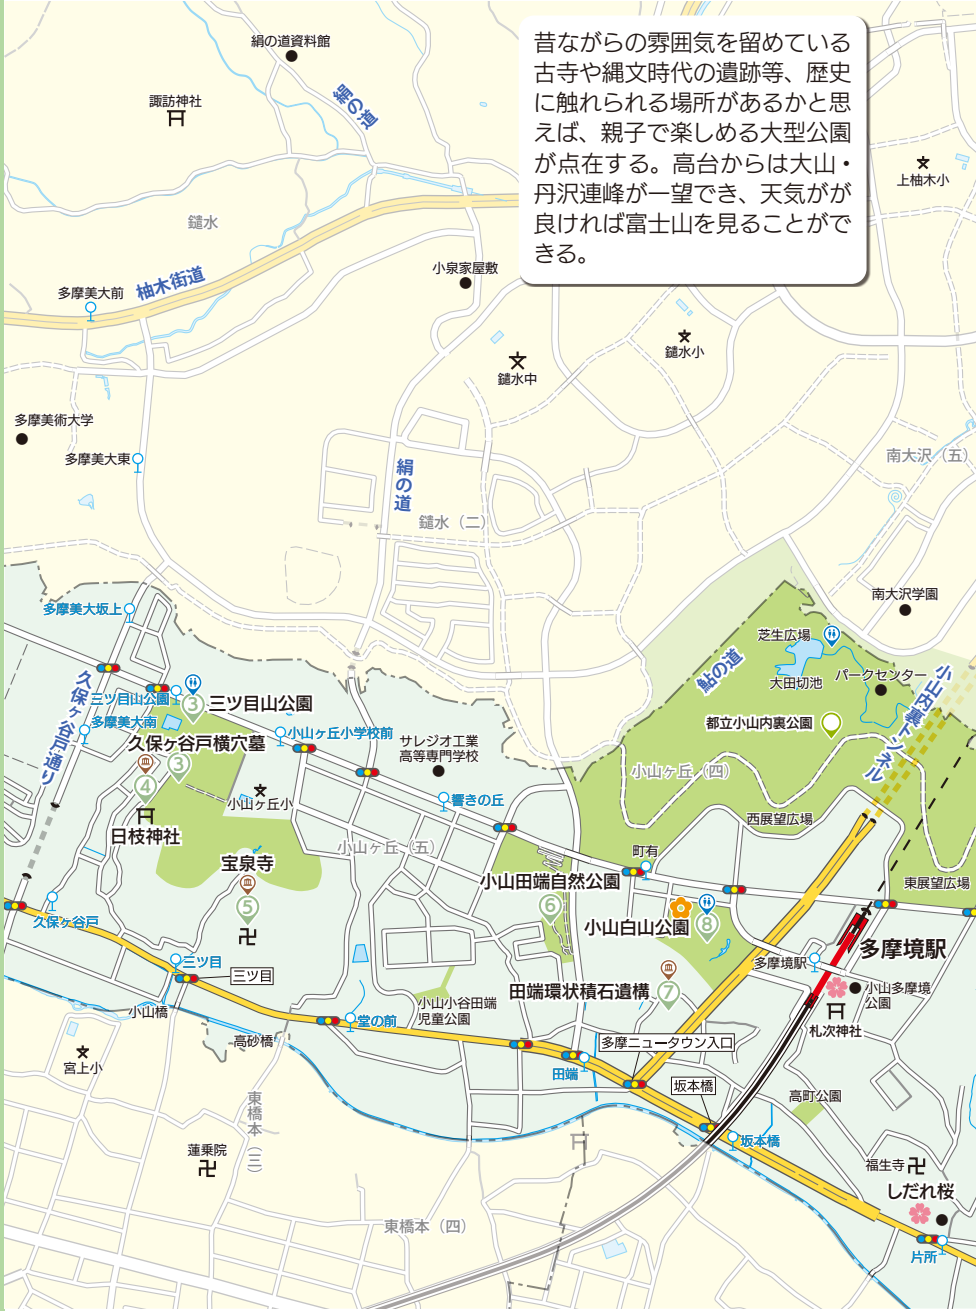 昔ながらの雰囲気を留めている
古寺や縄文時代の遺跡等、歴史
に触れられる場所があるかと思
えば、親子で楽しめる大型公園
が点在する。高台からは大山・
丹沢連峰が一望でき、天気がが
良ければ富士山を見ることがで
きる。
絹の道資料館
絹の道
諏訪神社
上柚木小
鑓水
小泉家屋敷
柚木街道
多摩美大前
鑓水小
鑓水中
多摩美術大学
多摩美大東
南大沢（五）
絹の道
鑓水（二）
南大沢学園
多摩美大坂上
芝生広場
鮎の道
大田切池
パークセンター
小山内裏トンネル
久保ヶ谷戸通り
三ツ目山公園
3
三ツ目山公園
都立小山内裏公園
多摩美大南
小山ヶ丘小学校前
久保ヶ谷戸横穴墓
3
サレジオ工業
高等専門学校
小山ヶ丘（四）
4
小山ヶ丘小
響きの丘
西展望広場
日枝神社
小山ヶ丘（五）
町有
宝泉寺
小山田端自然公園
東展望広場
5
6
小山白山公園
8
久保ヶ谷戸
多摩境駅
三ツ目
三ツ目
多摩境駅
田端環状積石遺構
7
小山多摩境
公園
小山橋
小山小谷田端
児童公園
堂の前
札次神社
高砂橋
多摩ニュータウン入口
宮上小
田端
坂本橋
高町公園
東橋本（三）
坂本橋
蓮乗院
福生寺
しだれ桜
東橋本（四）
片所